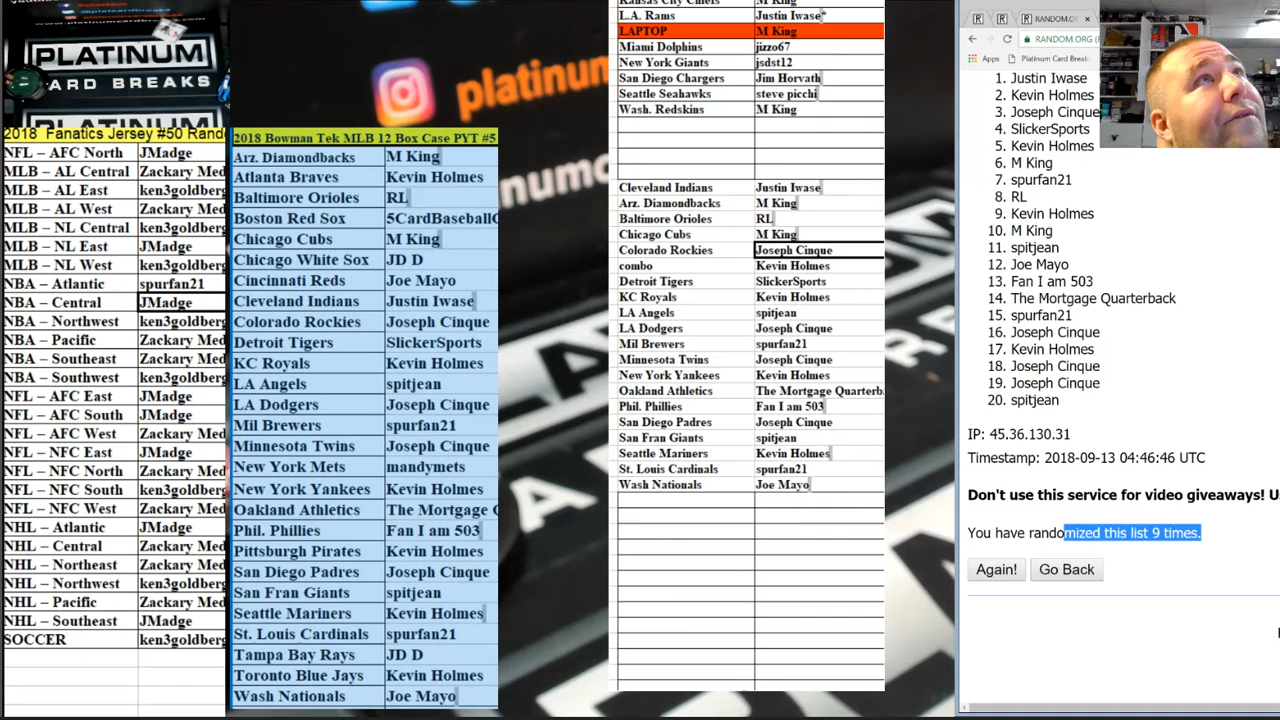 www.platinumcardbreaks.com
PLATINUM
CARD BREAKS
platinum
2018 Fanatics Jersey #50 Rand
NFL – AFC North JMadge
MLB – AL Central Zackary Med
MLB – AL East ken3goldberg
MLB – AL West Zackary Med
MLB – NL Central ken3goldberg
MLB – NL East JMadge
MLB – NL West Zackary Med
NBA – Atlantic spurfan21
NBA – Central JMadge
NBA – Northwest ken3goldberg
NBA – Pacific Zackary Med
NBA – Southeast ken3goldberg
NBA – Southwest ken3goldberg
NFL – AFC East JMadge
NFL – AFC South JMadge
NFL – AFC West Zackary Med
NFL – NFC East JMadge
NFL – NFC North Zackary Med
NFL – NFC South ken3goldberg
NFL – NFC West Zackary Med
NHL – Atlantic JMadge
NHL – Central Zackary Med
NHL – Northeast Zackary Med
NHL – Northwest ken3goldberg
NHL – Pacific Zackary Med
NHL – Southeast JMadge
SOCCER ken3goldberg
2018 Bowman Tek MLB 12 Box Case PYT #5
Arz. Diamondbacks M King
Atlanta Braves Kevin Holmes
Baltimore Orioles RL
Boston Red Sox 5CardBaseballC
Chicago Cubs M King
Chicago White Sox JD D
Cincinnati Reds Joe Mayo
Cleveland Indians Justin Iwase
Colorado Rockies Joseph Cinque
Detroit Tigers SlickerSports
KC Royals Kevin Holmes
LA Angels spitjean
LA Dodgers Joseph Cinque
Mil Brewers spurfan21
Minnesota Twins Joseph Cinque
New York Mets mandymets
New York Yankees Kevin Holmes
Oakland Athletics The Mortgage Q
Phil. Phillies Fan I am 503
Pittsburgh Pirates Kevin Holmes
San Diego Padres Joseph Cinque
San Fran Giants spitjean
Seattle Mariners Kevin Holmes
St. Louis Cardinals spurfan21
Tampa Bay Rays JD D
Toronto Blue Jays Kevin Holmes
Wash Nationals Joe Mayo
Kansas City Chiefs M King
L.A. Rams Justin Iwase
LAPTOP M King
Miami Dolphins jizzo67
New York Giants jsdst12
San Diego Chargers Jim Horvath
Seattle Seahawks steve picchi
Wash. Redskins M King
Cleveland Indians Justin Iwase
Arz. Diamondbacks M King
Baltimore Orioles RL
Chicago Cubs M King
Colorado Rockies Joseph Cinque
combo Kevin Holmes
Detroit Tigers SlickerSports
KC Royals Kevin Holmes
LA Angels spitjean
LA Dodgers Joseph Cinque
Mil Brewers spurfan21
Minnesota Twins Joseph Cinque
New York Yankees Kevin Holmes
Oakland Athletics The Mortgage Quarterb
Phil. Phillies Fan I am 503
San Diego Padres Joseph Cinque
San Fran Giants spitjean
Seattle Mariners Kevin Holmes
St. Louis Cardinals spurfan21
Wash Nationals Joe Mayo
RANDOM.O
RANDOM.ORG
Apps Platinum Card Break
1. Justin Iwase
2. Kevin Holmes
3. Joseph Cinque
4. SlickerSports
5. Kevin Holmes
6. M King
7. spurfan21
8. RL
9. Kevin Holmes
10. M King
11. spitjean
12. Joe Mayo
13. Fan I am 503
14. The Mortgage Quarterback
15. spurfan21
16. Joseph Cinque
17. Kevin Holmes
18. Joseph Cinque
19. Joseph Cinque
20. spitjean
IP: 45.36.130.31
Timestamp: 2018-09-13 04:46:46 UTC
Don't use this service for video giveaways! U
You have randomized this list 9 times.
Again! Go Back